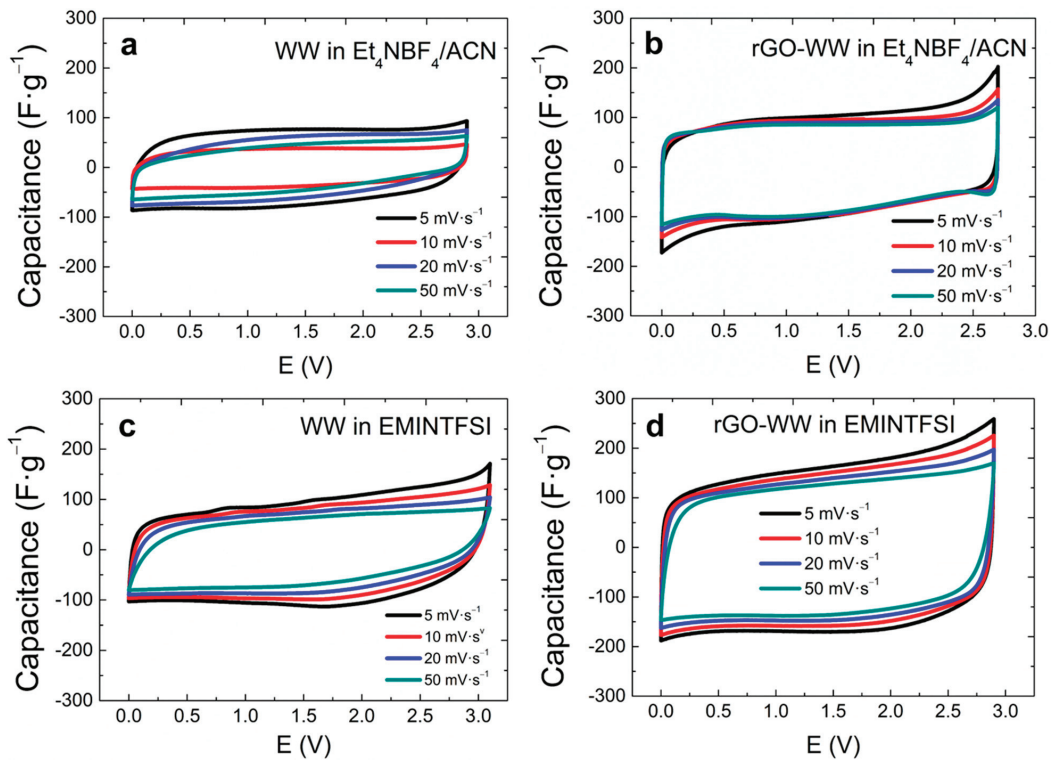 a
WW in Et₄NBF₄/ACN
Capacitance (F·g⁻¹)
300
200
100
0
-100
-200
-300
5 mV·s⁻¹
10 mV·s⁻¹
20 mV·s⁻¹
50 mV·s⁻¹
0.0 0.5 1.0 1.5 2.0 2.5 3.0
E (V)
b
rGO-WW in Et₄NBF₄/ACN
Capacitance (F·g⁻¹)
300
200
100
0
-100
-200
-300
5 mV·s⁻¹
10 mV·s⁻¹
20 mV·s⁻¹
50 mV·s⁻¹
0.0 0.5 1.0 1.5 2.0 2.5 3.0
E (V)
c
WW in EMINTFSI
Capacitance (F·g⁻¹)
300
200
100
0
-100
-200
-300
5 mV·s⁻¹
10 mV·sᵛ
20 mV·s⁻¹
50 mV·s⁻¹
0.0 0.5 1.0 1.5 2.0 2.5 3.0
E (V)
d
rGO-WW in EMINTFSI
Capacitance (F·g⁻¹)
300
200
100
0
-100
-200
-300
5 mV·s⁻¹
10 mV·s⁻¹
20 mV·s⁻¹
50 mV·s⁻¹
0.0 0.5 1.0 1.5 2.0 2.5 3.0
E (V)